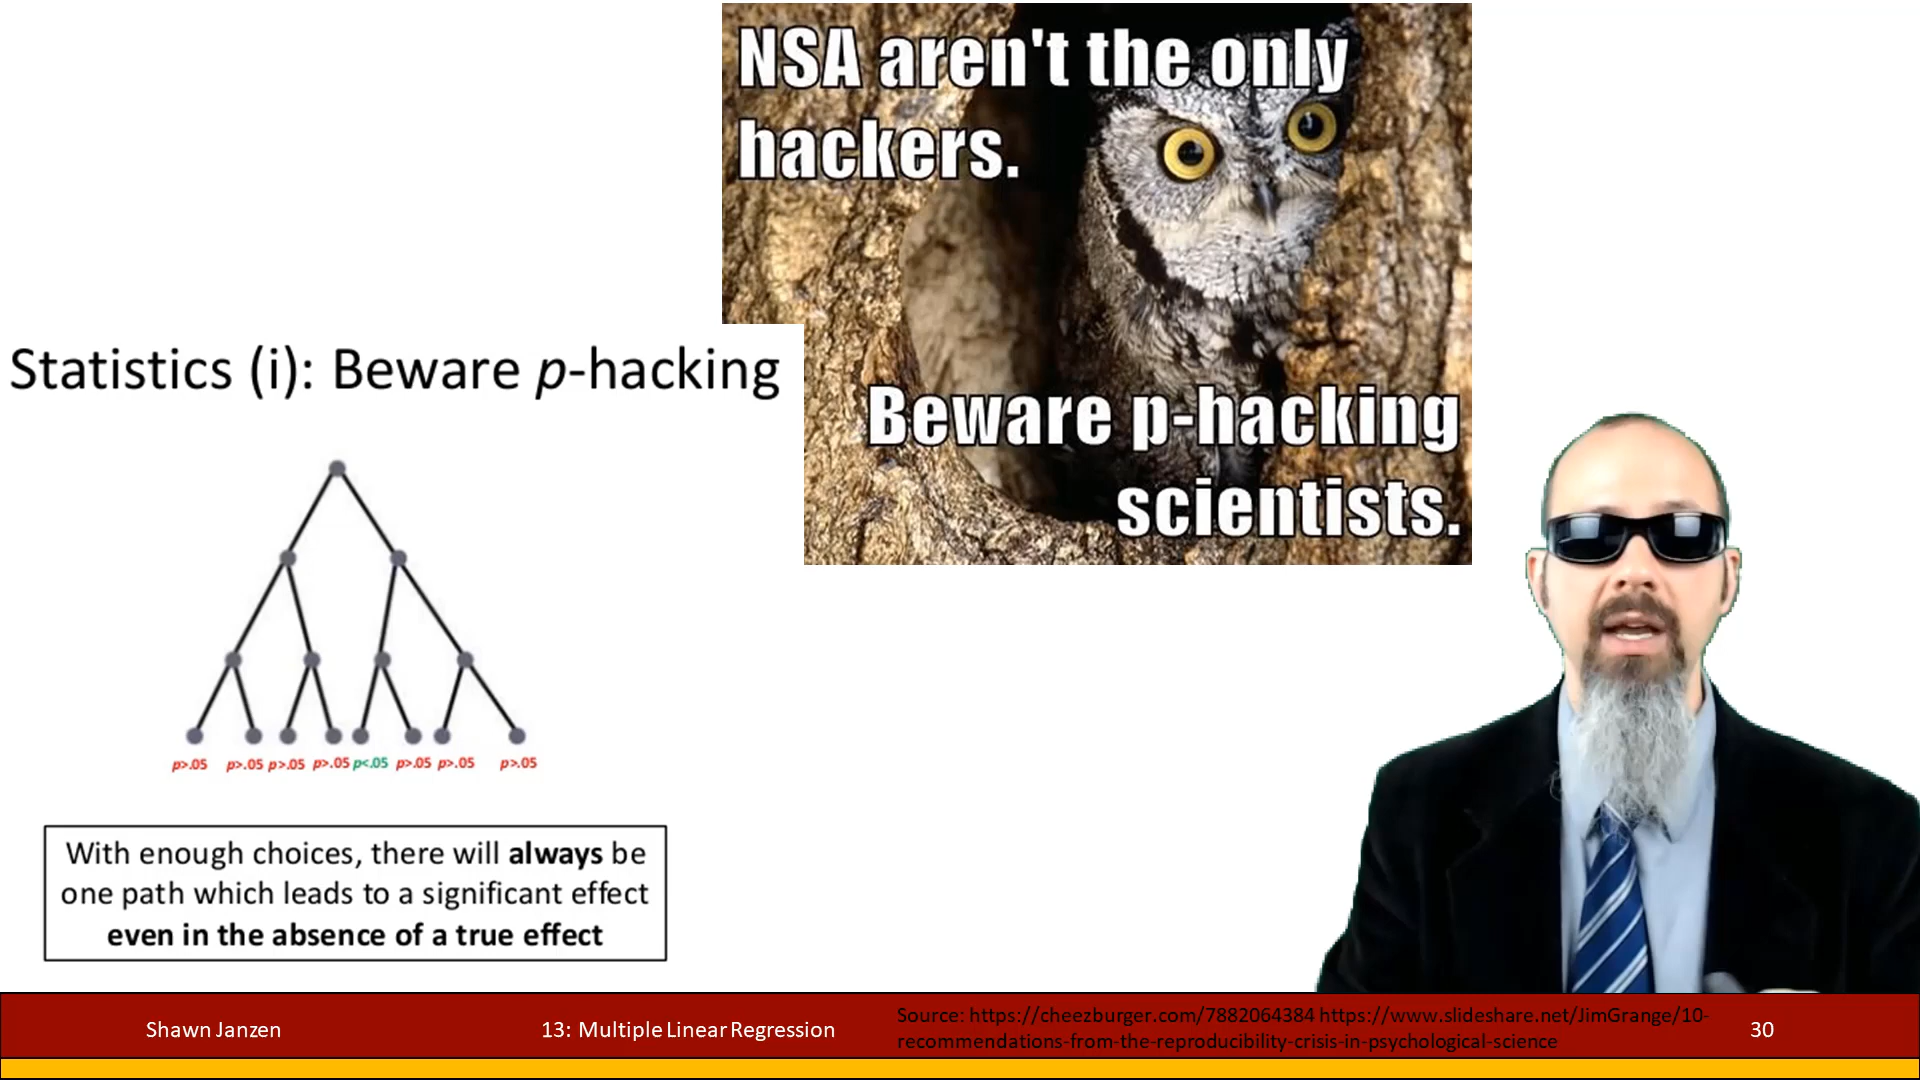 NSA aren't the only
hackers.
Beware p-hacking
scientists.
Statistics (i): Beware p-hacking
p>.05 p>.05 p>.05 p>.05 p<.05 p>.05 p>.05 p>.05
With enough choices, there will always be
one path which leads to a significant effect
even in the absence of a true effect
Shawn Janzen
13: Multiple Linear Regression
Source: https://cheezburger.com/7882064384 https://www.slideshare.net/JimGrange/10-
recommendations-from-the-reproducibility-crisis-in-psychological-science
30